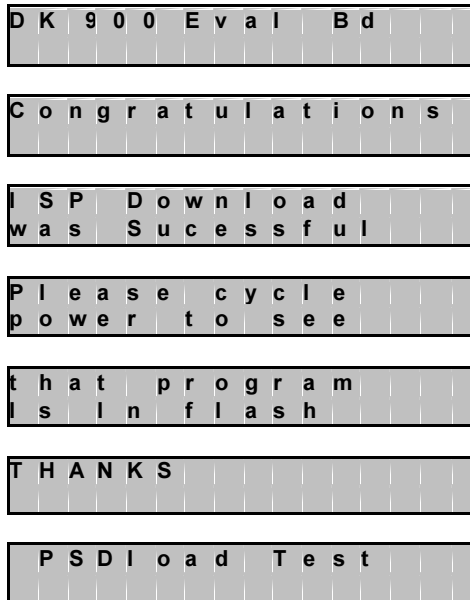 DK 900 Eval Bd
Congratulations
ISP Download
was Sucessful
Please cycle
power to see
that program
Is In flash
THANKS
PSDload Test